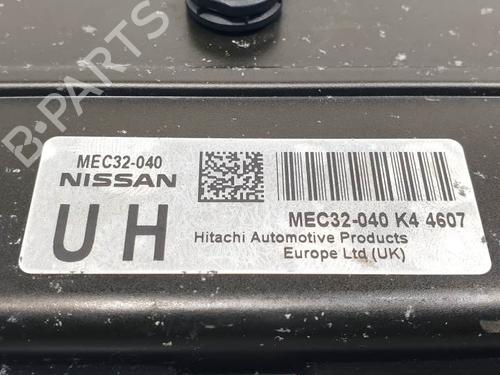 B-PARTS
MEC32-040
NISSAN
UH
MEC32-040 K4 4607
Hitachi Automotive Products
Europe Ltd (UK)